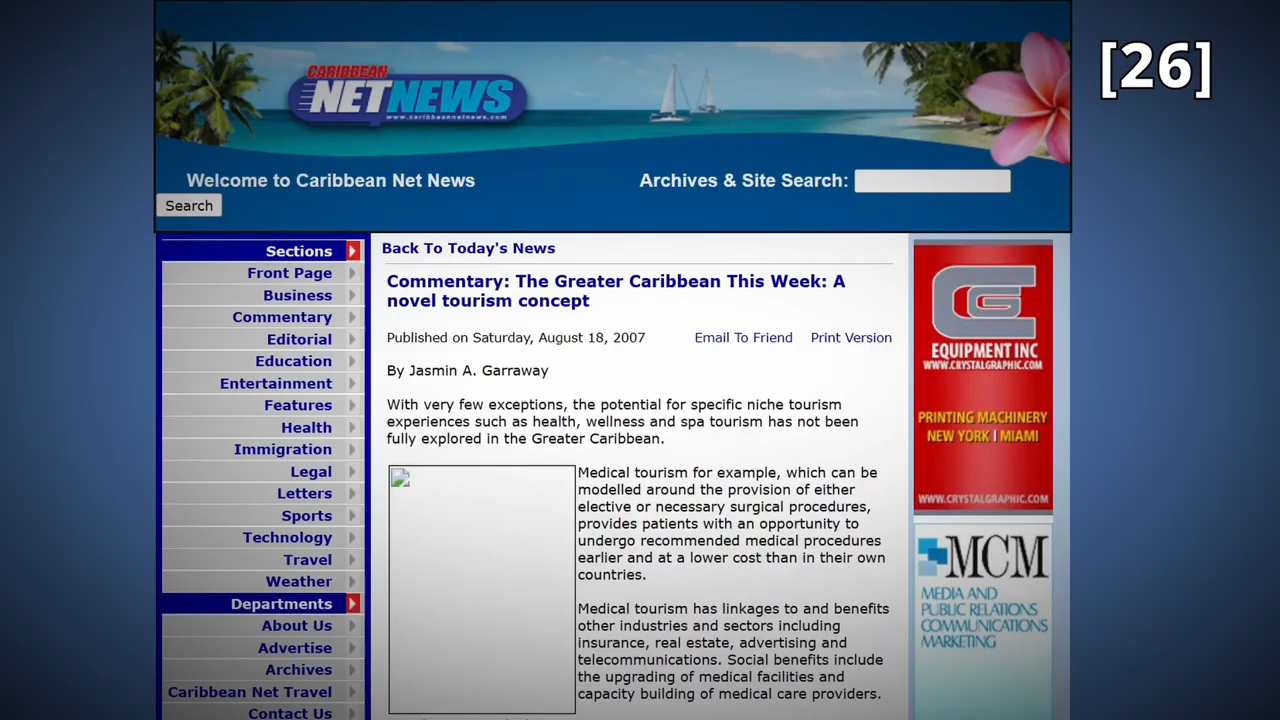 [26]
CARIBBEAN
NETNEWS
www.caribbeannetnews.com
Welcome to Caribbean Net News
Archives & Site Search:
Search
Sections
Front Page
Business
Commentary
Editorial
Education
Entertainment
Features
Health
Immigration
Legal
Letters
Sports
Technology
Travel
Weather
Departments
About Us
Advertise
Archives
Caribbean Net Travel
Contact Us
Back To Today's News
Commentary: The Greater Caribbean This Week: A
novel tourism concept
Published on Saturday, August 18, 2007
Email To Friend
Print Version
By Jasmin A. Garraway
With very few exceptions, the potential for specific niche tourism
experiences such as health, wellness and spa tourism has not been
fully explored in the Greater Caribbean.
Medical tourism for example, which can be
modelled around the provision of either
elective or necessary surgical procedures,
provides patients with an opportunity to
undergo recommended medical procedures
earlier and at a lower cost than in their own
countries.
Medical tourism has linkages to and benefits
other industries and sectors including
insurance, real estate, advertising and
telecommunications. Social benefits include
the upgrading of medical facilities and
capacity building of medical care providers.
EQUIPMENT INC
WWW.CRYSTALGRAPHIC.COM
PRINTING MACHINERY
NEW YORK | MIAMI
WWW.CRYSTALGRAPHIC.COM
MCM
MEDIA AND
PUBLIC RELATIONS
COMMUNICATIONS
MARKETING